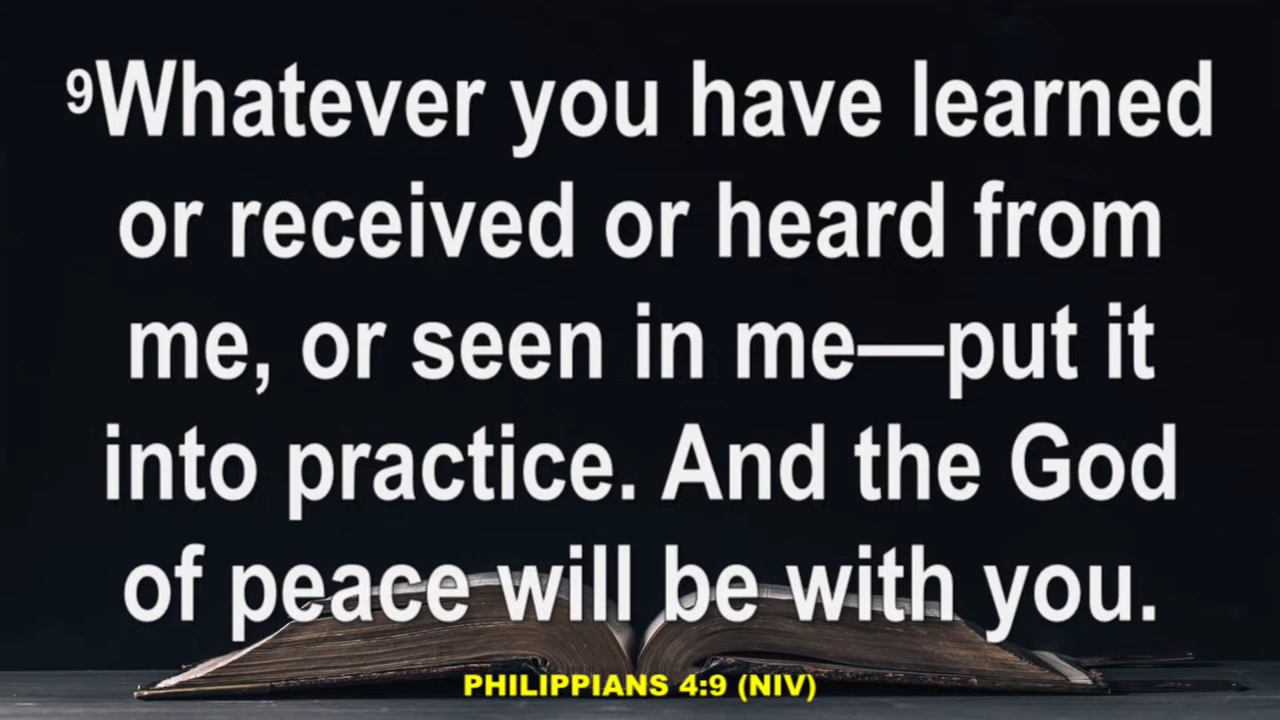 ⁹Whatever you have learned
or received or heard from
me, or seen in me—put it
into practice. And the God
of peace will be with you.
PHILIPPIANS 4:9 (NIV)